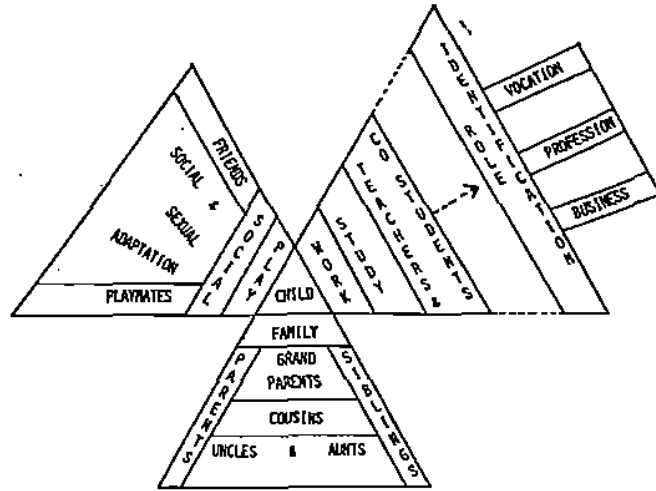 FRIENDS
SOCIAL
&
SEXUAL
ADAPTATION
PLAYMATES
SOCIAL
PLAY
CHILD
WORK
STUDY
TEACHERS &
CO STUDENTS
ROLE
IDENTIFICATION
VOCATION
PROFESSION
BUSINESS
FAMILY
PARENTS
GRAND
PARENTS
SIBLINGS
COUSINS
UNCLES & AUNTS